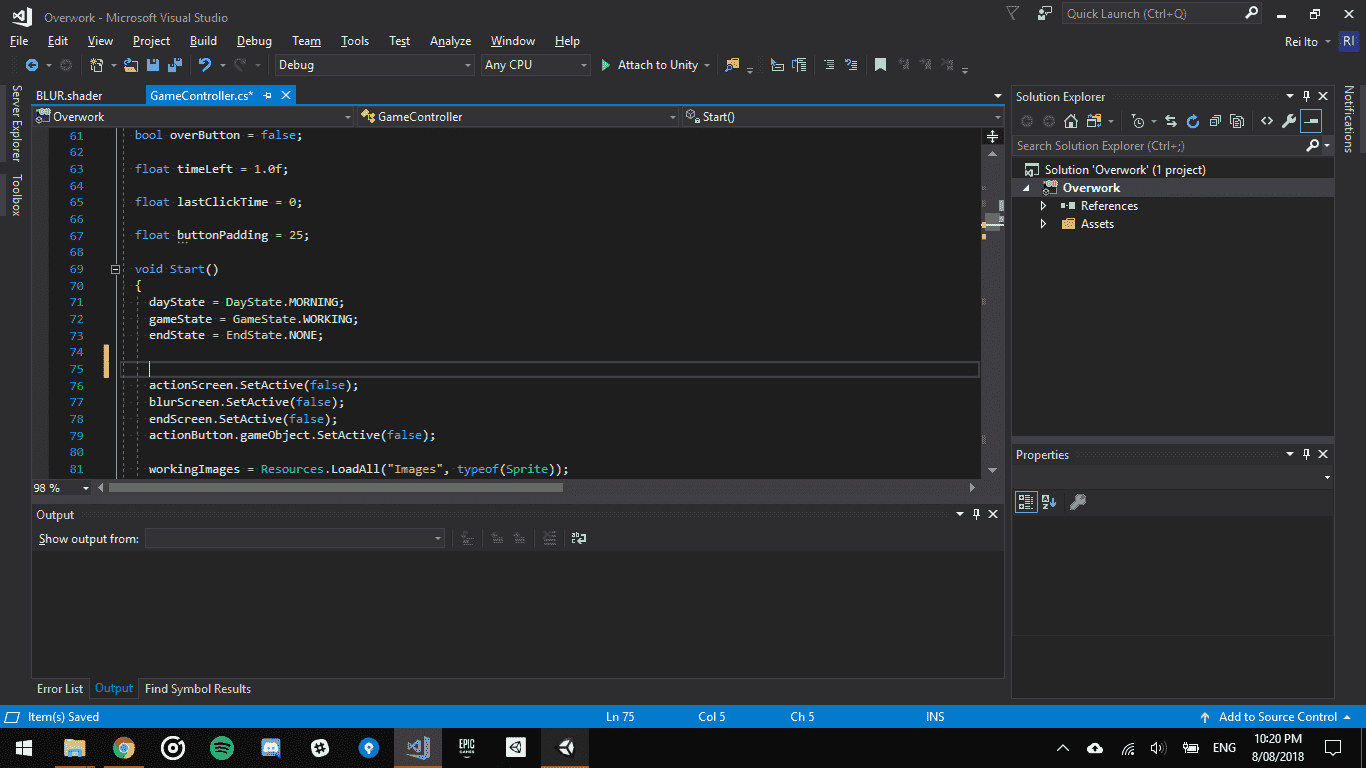 Overwork - Microsoft Visual Studio
Quick Launch (Ctrl+Q)
File Edit View Project Build Debug Team Tools Test Analyze Window Help
Rei Ito RI
Debug Any CPU Attach to Unity
Server Explorer
Toolbox
BLUR.shader GameController.cs*
Overwork GameController Start()
61 bool overButton = false;
62
63 float timeLeft = 1.0f;
64
65 float lastClickTime = 0;
66
67 float buttonPadding = 25;
68
69 void Start()
70 {
71 dayState = DayState.MORNING;
72 gameState = GameState.WORKING;
73 endState = EndState.NONE;
74
75
76 actionScreen.SetActive(false);
77 blurScreen.SetActive(false);
78 endScreen.SetActive(false);
79 actionButton.gameObject.SetActive(false);
80
81 workingImages = Resources.LoadAll("Images", typeof(Sprite));
98 %
Output
Show output from:
Error List Output Find Symbol Results
Solution Explorer
Search Solution Explorer (Ctrl+;)
Solution 'Overwork' (1 project)
Overwork
References
Assets
Properties
Notifications
Item(s) Saved Ln 75 Col 5 Ch 5 INS Add to Source Control
EPIC
GAMES
ENG
10:20 PM
8/08/2018